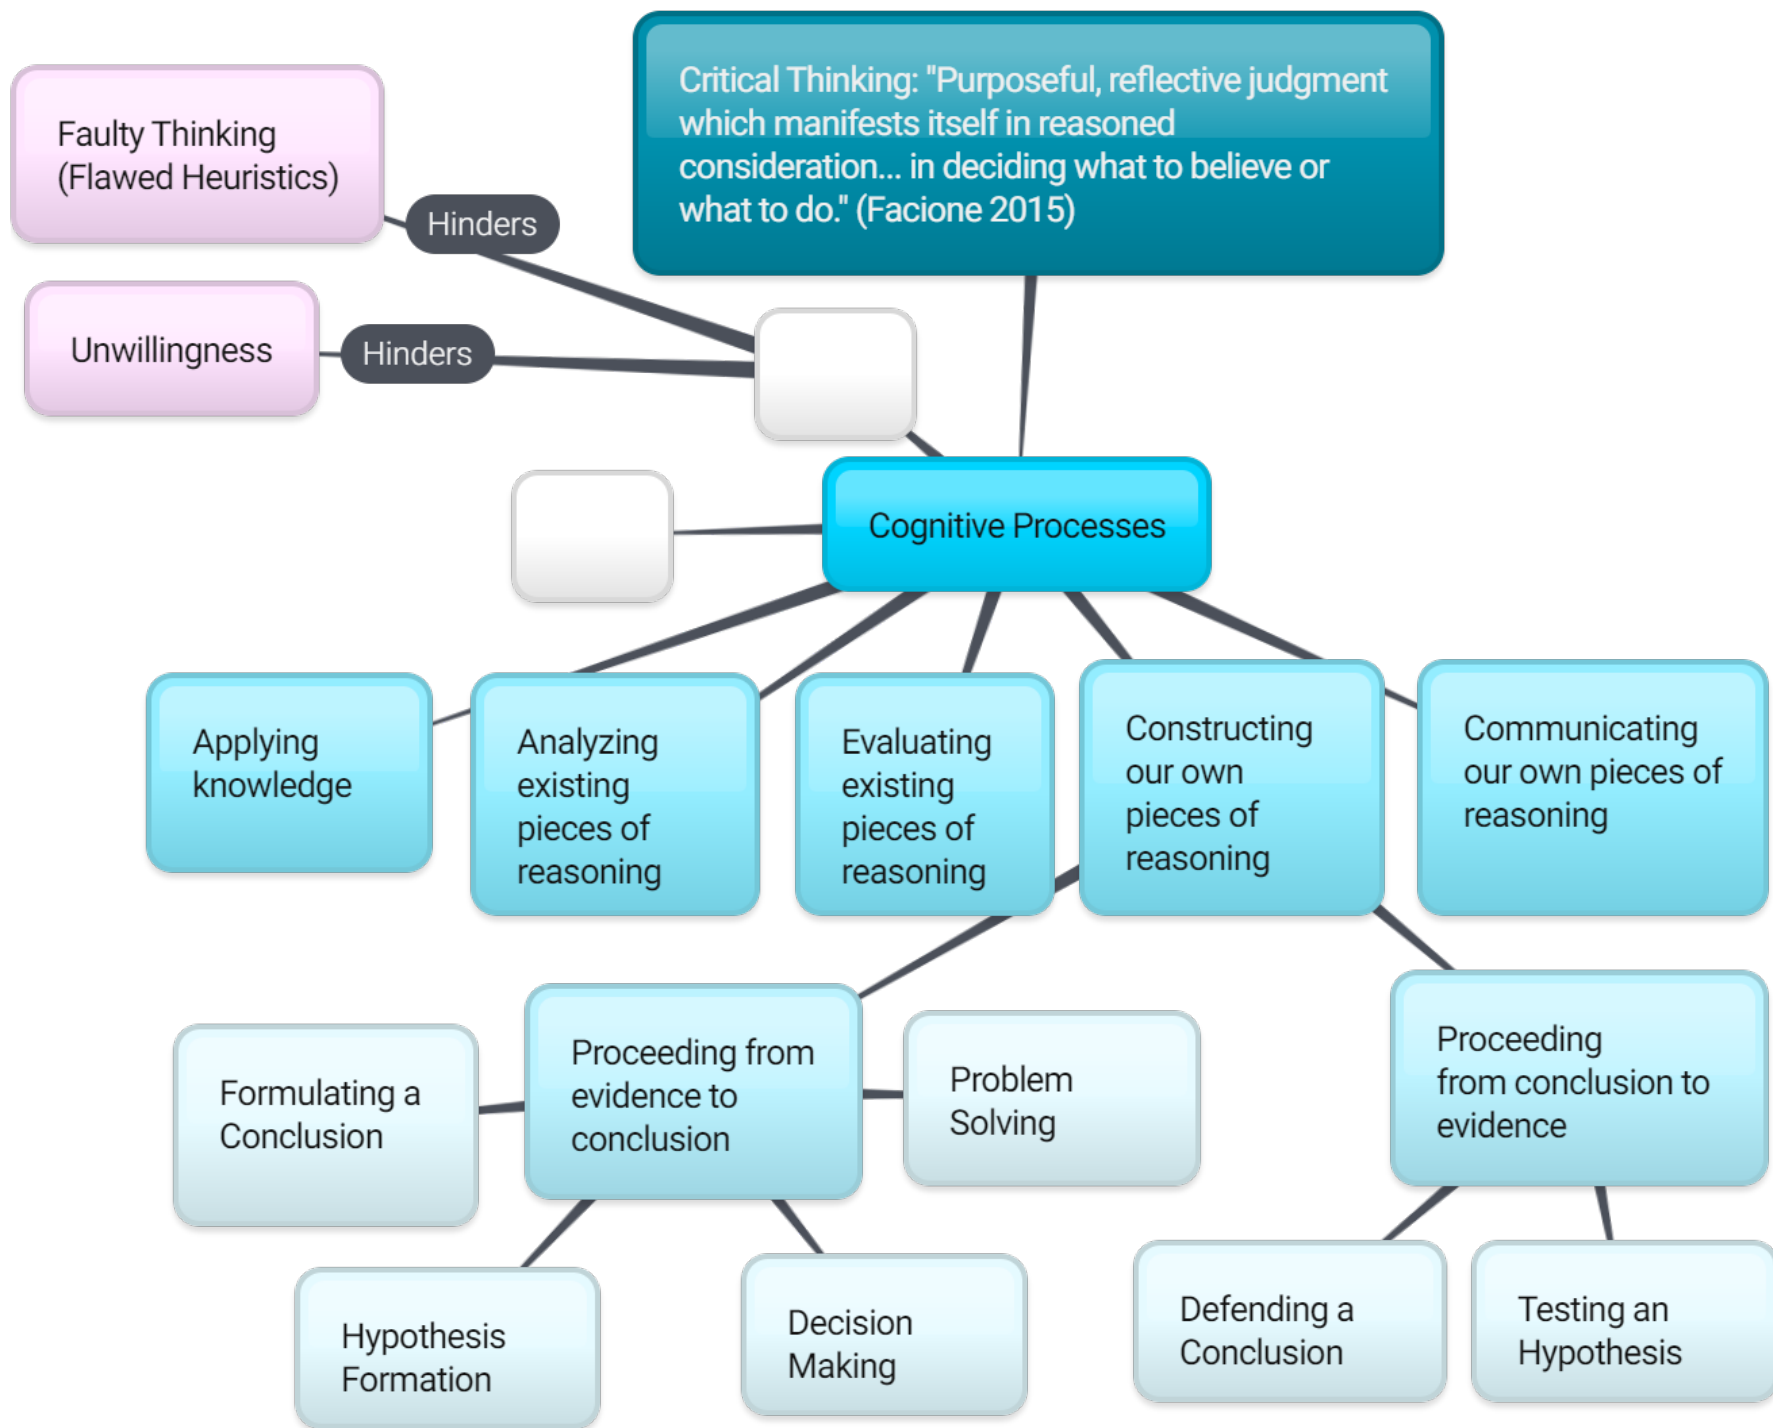 Critical Thinking: "Purposeful, reflective judgment
which manifests itself in reasoned
consideration... in deciding what to believe or
what to do." (Facione 2015)
Faulty Thinking
(Flawed Heuristics)
Hinders
Unwillingness
Hinders
Cognitive Processes
Applying
knowledge
Analyzing
existing
pieces of
reasoning
Evaluating
existing
pieces of
reasoning
Constructing
our own
pieces of
reasoning
Communicating
our own pieces of
reasoning
Formulating a
Conclusion
Proceeding from
evidence to
conclusion
Problem
Solving
Proceeding
from conclusion to
evidence
Hypothesis
Formation
Decision
Making
Defending a
Conclusion
Testing an
Hypothesis